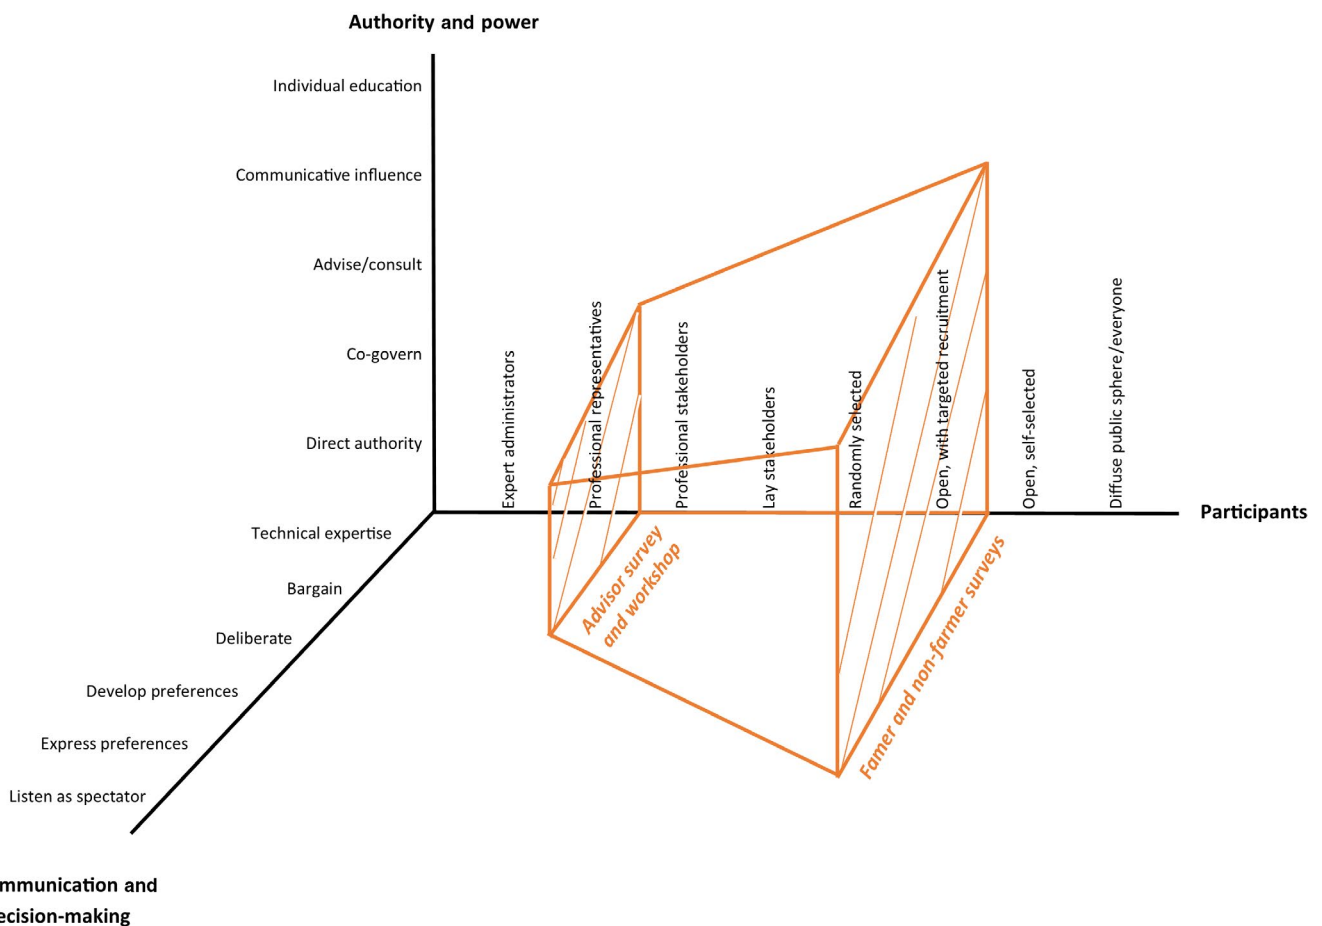 Authority and power
Individual education
Communicative influence
Advise/consult
Co-govern
Direct authority
Expert administrators
Professional representatives
Professional stakeholders
Lay stakeholders
Randomly selected
Open, with targeted recruitment
Open, self-selected
Diffuse public sphere/everyone
Participants
Technical expertise
Bargain
Deliberate
Develop preferences
Express preferences
Listen as spectator
Advisor survey
and workshop
Famer and non-farmer surveys
mmunication and
ecision-making